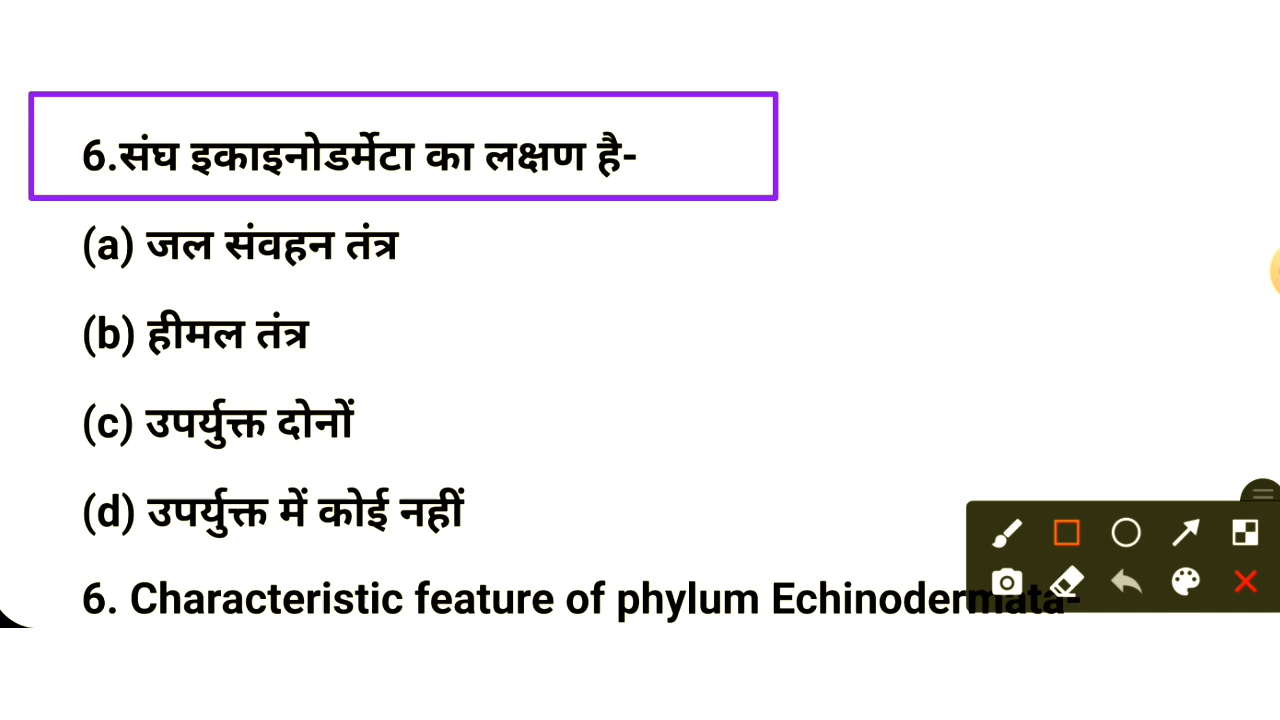 6.संघ इकाइनोडर्मेटा का लक्षण है-
(a) जल संवहन तंत्र
(b) हीमल तंत्र
(c) उपर्युक्त दोनों
(d) उपर्युक्त में कोई नहीं
6. Characteristic feature of phylum Echinodermata-